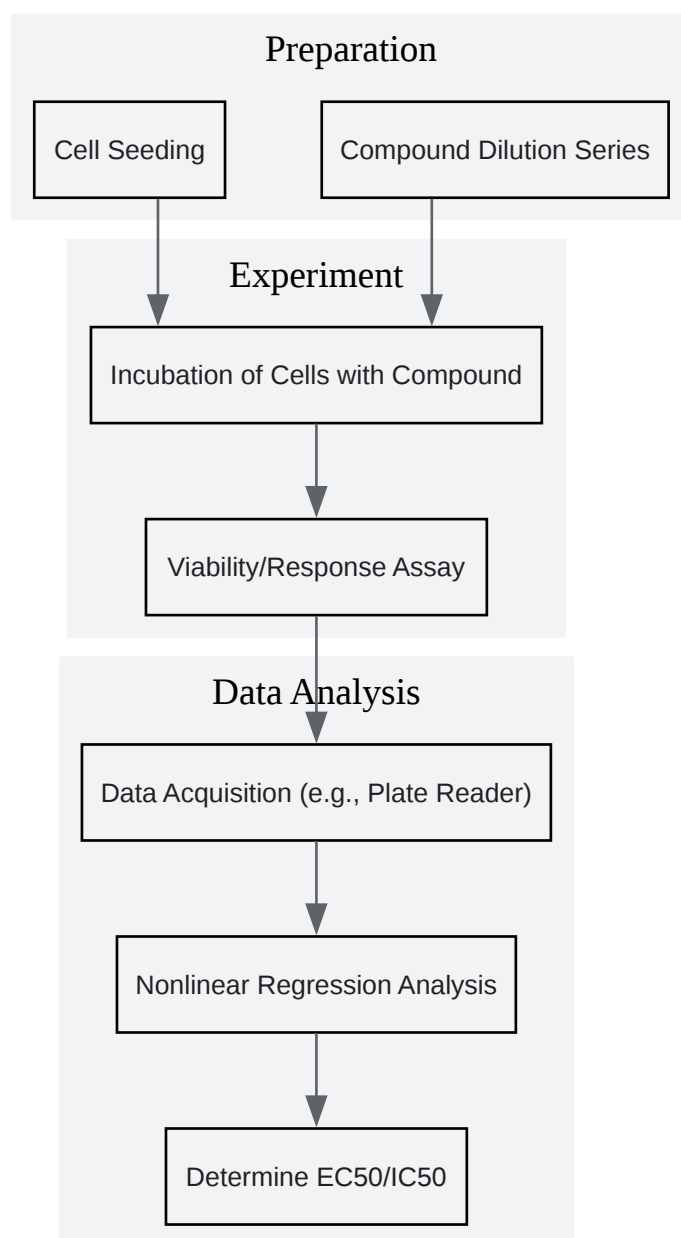 Preparation
Cell Seeding
Compound Dilution Series
Experiment
Incubation of Cells with Compound
Viability/Response Assay
Data Analysis
Data Acquisition (e.g., Plate Reader)
Nonlinear Regression Analysis
Determine EC50/IC50